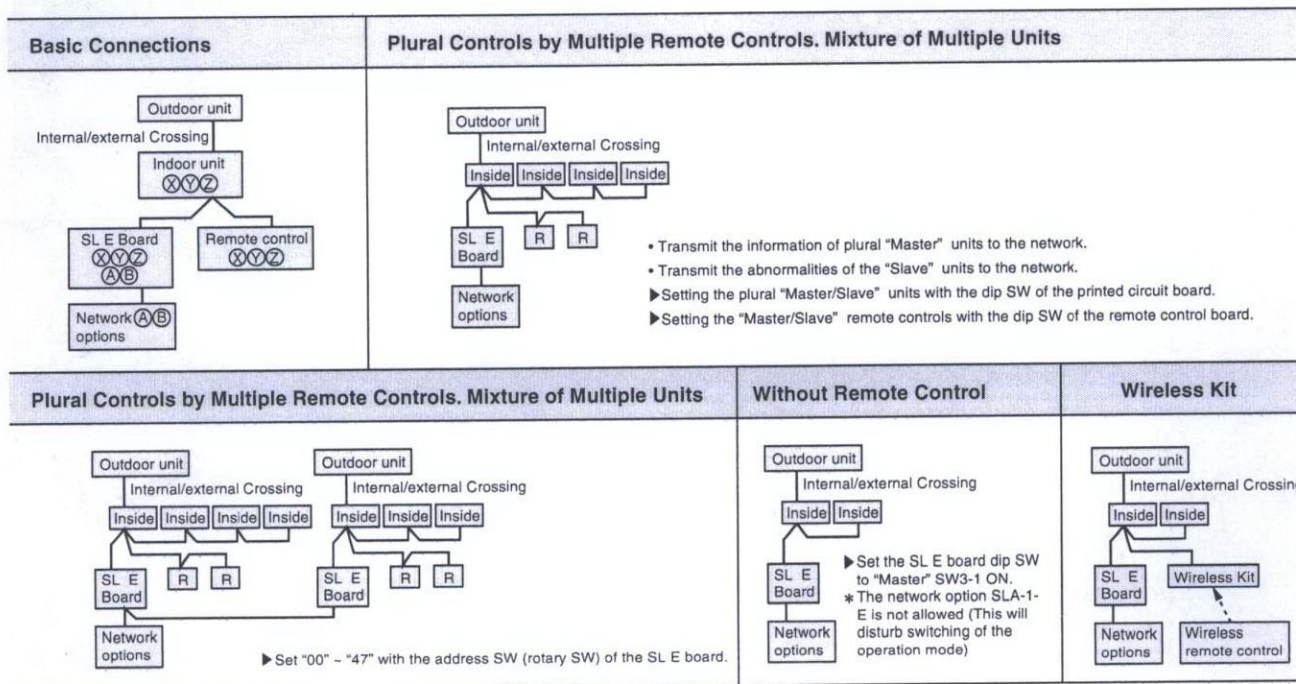 Basic Connections
Outdoor unit
Internal/external Crossing
Indoor unit
ⓍⓎⓏ
SL E Board
ⓍⓎⓏ
ⒶⒷ
Remote control
ⓍⓎⓏ
Network ⒶⒷ
options
Plural Controls by Multiple Remote Controls. Mixture of Multiple Units
Outdoor unit
Internal/external Crossing
Inside Inside Inside Inside
SL E
Board
R R
Network
options
• Transmit the information of plural “Master” units to the network.
• Transmit the abnormalities of the “Slave” units to the network.
▶Setting the plural “Master/Slave” units with the dip SW of the printed circuit board.
▶Setting the “Master/Slave” remote controls with the dip SW of the remote control board.
Plural Controls by Multiple Remote Controls. Mixture of Multiple Units
Outdoor unit
Internal/external Crossing
Inside Inside Inside Inside
SL E
Board
R R
Network
options
Outdoor unit
Internal/external Crossing
Inside Inside Inside
SL E
Board
R R
▶Set “00” ~ “47” with the address SW (rotary SW) of the SL E board.
Without Remote Control
Outdoor unit
Internal/external Crossing
Inside Inside
SL E
Board
Network
options
▶Set the SL E board dip SW
to “Master” SW3-1 ON.
* The network option SLA-1-
E is not allowed (This will
disturb switching of the
operation mode)
Wireless Kit
Outdoor unit
Internal/external Crossing
Inside Inside
SL E
Board
Wireless Kit
Network
options
Wireless
remote control